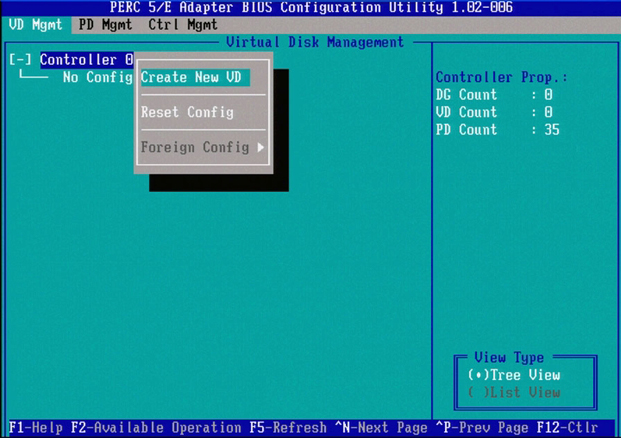 PERC 5/E Adapter BIOS Configuration Utility 1.02-006
VD Mgmt PD Mgmt Ctrl Mgmt
Virtual Disk Management
[-] Controller 0
No Config
Create New VD
Reset Config
Foreign Config
Controller Prop.:
DG Count : 0
VD Count : 0
PD Count : 35
View Type
(•)Tree View
( )List View
F1-Help F2-Available Operation F5-Refresh ^N-Next Page ^P-Prev Page F12-Ctlr